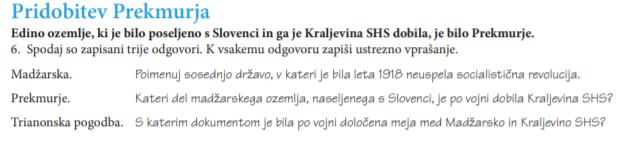 Pridobitev Prekmurja
Edino ozemlje, ki je bilo poseljeno s Slovenci in ga je Kraljevina SHS dobila, je bilo Prekmurje.
6. Spodaj so zapisani trije odgovori. K vsakemu odgovoru zapiši ustrezno vprašanje.
Madžarska. Poimenuj sosednjo državo, v kateri je bila leta 1918 neuspela socialistična revolucija.
Prekmurje. Kateri del madžarskega ozemlja, naseljenega s Slovenci, je po vojni dobila Kraljevina SHS?
Trianonska pogodba. S katerim dokumentom je bila po vojni določena meja med Madžarsko in Kraljevino SHS?